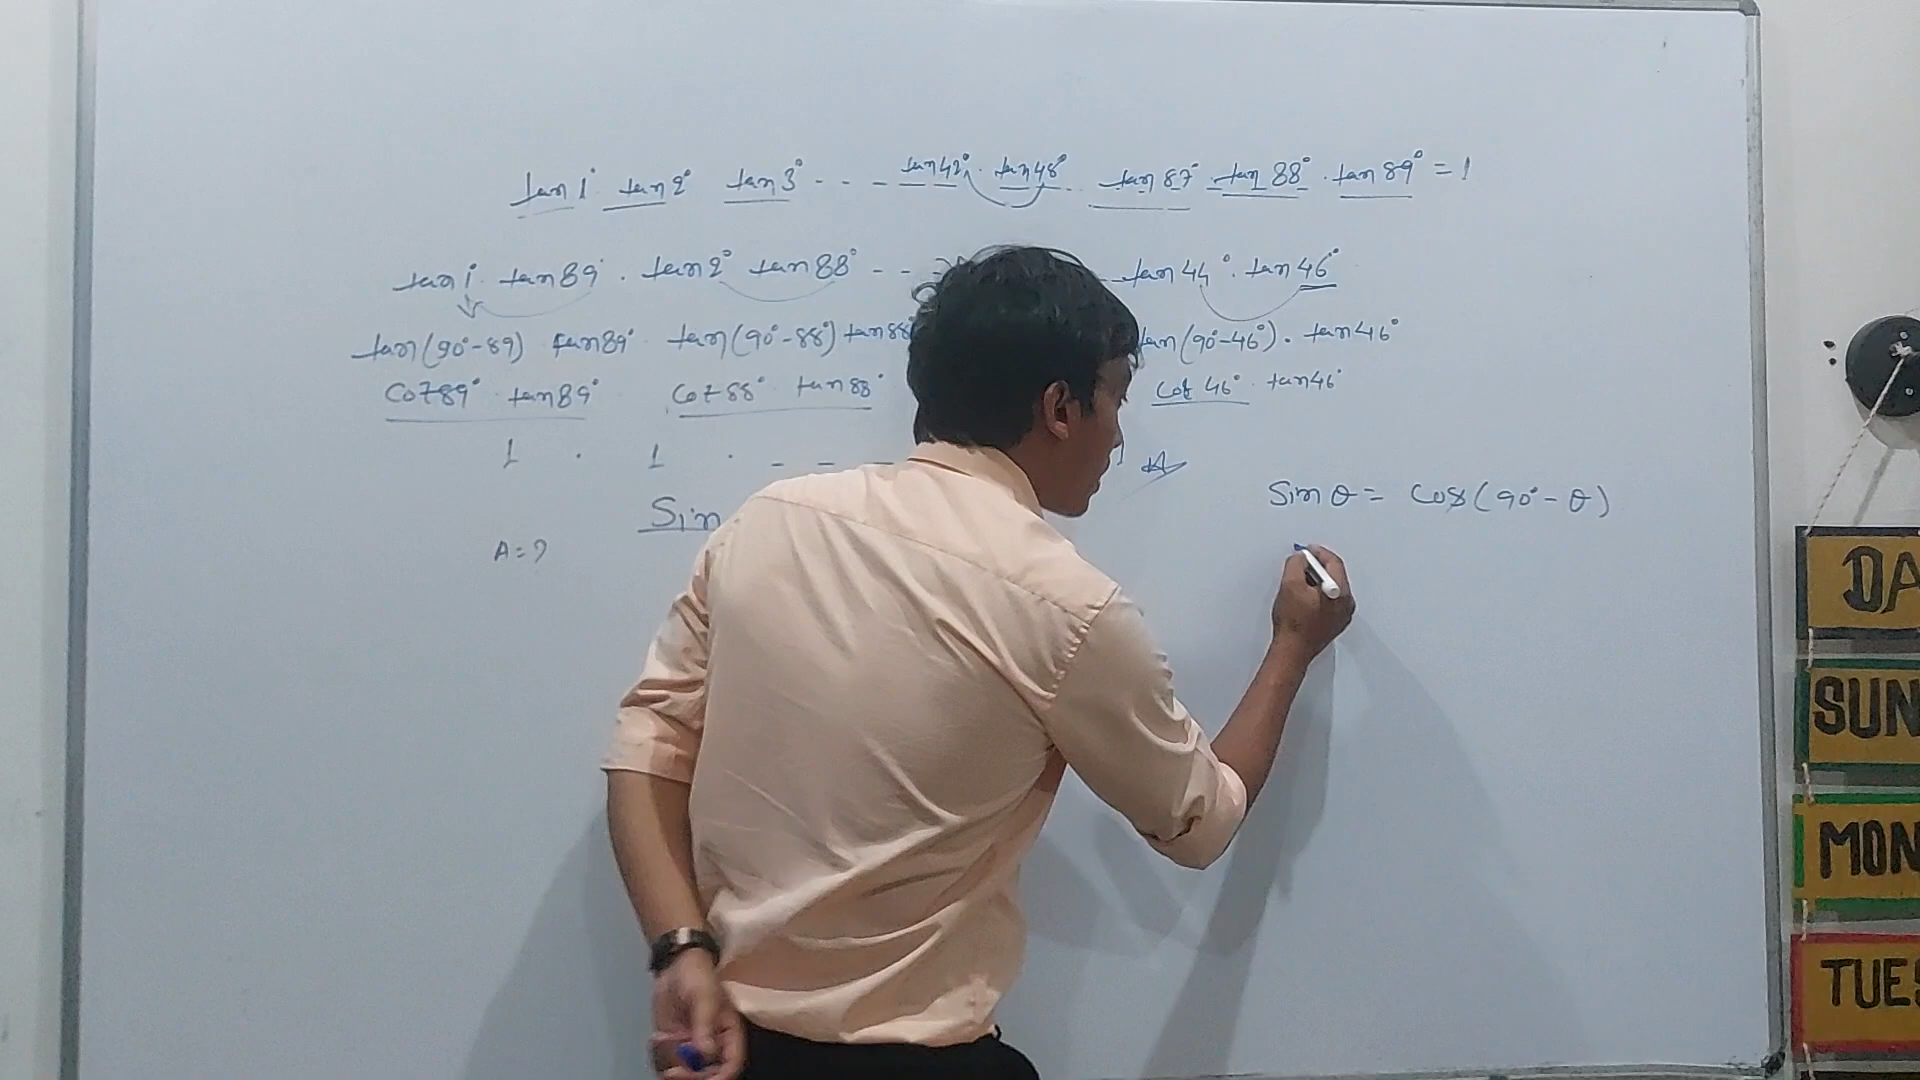 tan 1° tan 2° tan 3° - - - tan 42° . tan 48° . tan 87° . tan 88° . tan 89° = 1
tan 1° . tan 89° . tan 2° tan 88° - - tan 44° . tan 46°
tan(90°-89) tan 89° tan(90°-88°) tan 88° tan(90°-46°) . tan 46°
cot 89° . tan 89° cot 88° tan 88° cot 46° . tan 46°
1 . 1 . - - - 1
Sin
Sin θ = cos(90° - θ)
A = ?
DA
SUN
MON
TUES